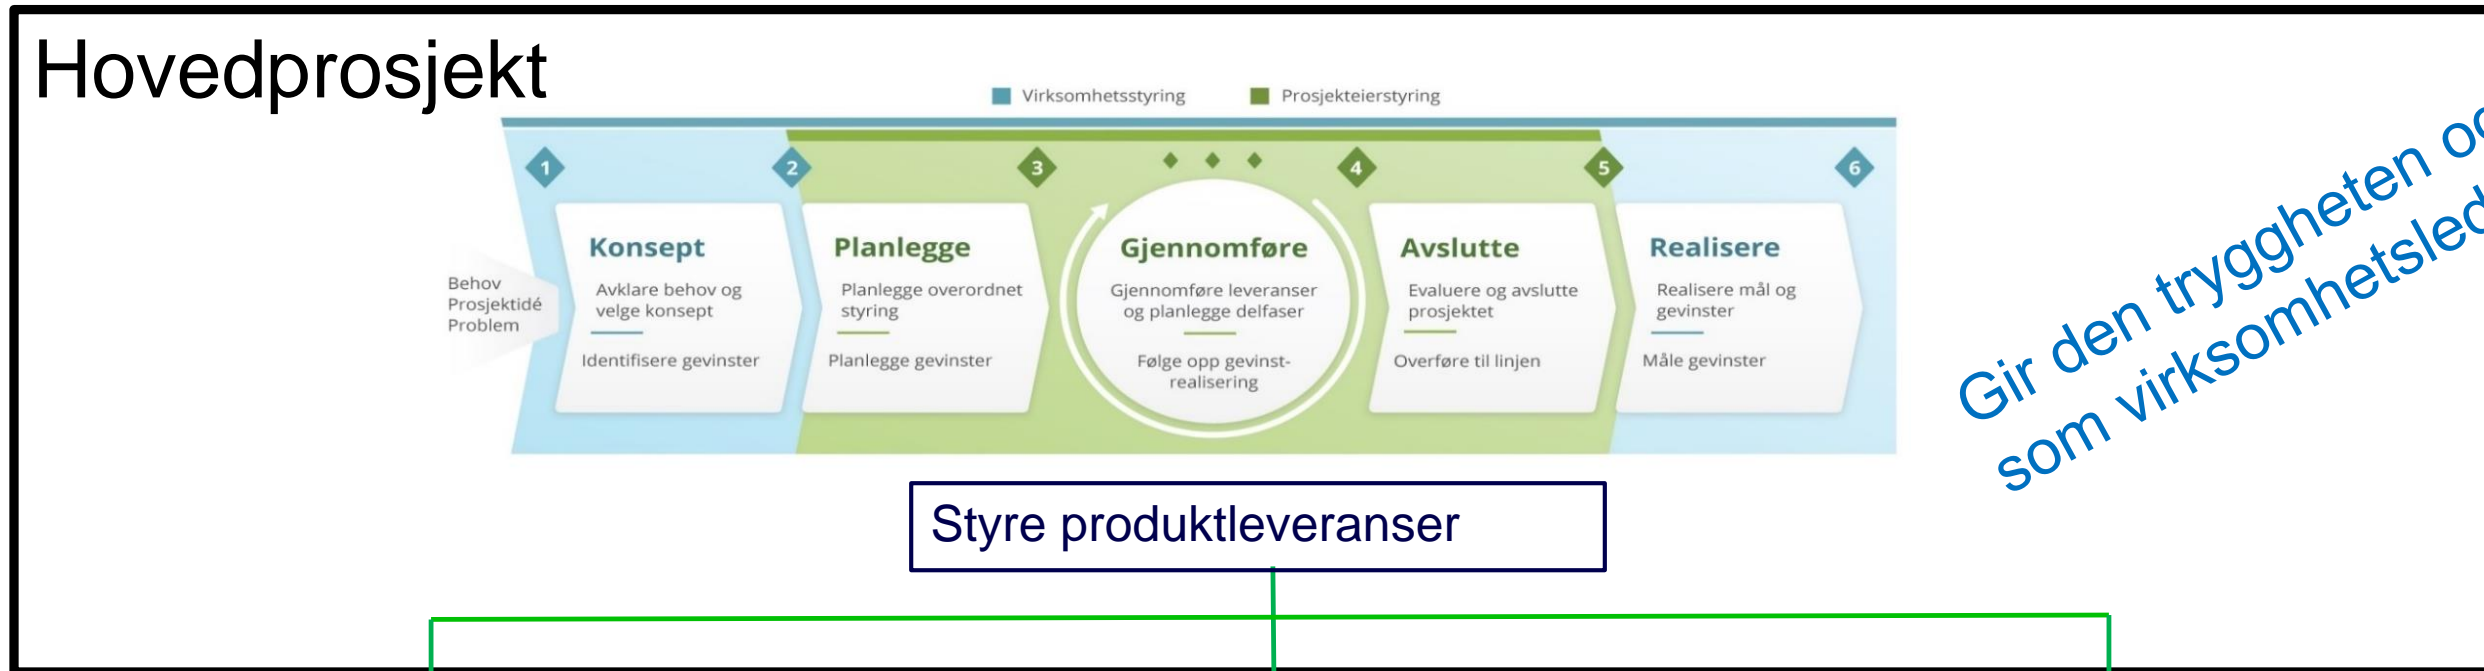 Hovedprosjekt
Virksomhetsstyring
Prosjekteierstyring
1
2
3
4
5
6
Behov
Prosjektidé
Problem
Konsept
Avklare behov og
velge konsept
Identifisere gevinster
Planlegge
Planlegge overordnet
styring
Planlegge gevinster
Gjennomføre
Gjennomføre leveranser
og planlegge delfaser
Følge opp gevinst-
realisering
Avslutte
Evaluere og avslutte
prosjektet
Overføre til linjen
Realisere
Realisere mål og
gevinster
Måle gevinster
Gir den tryggheten
som
Styre produktleveranser